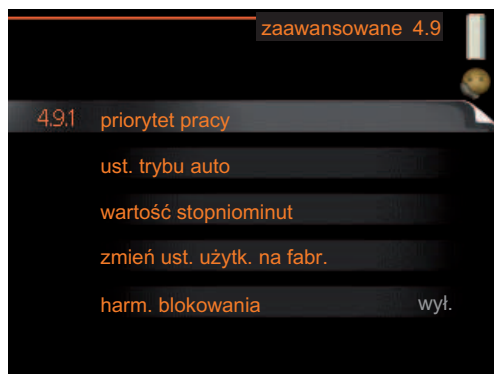 zaawansowane 4.9
4.9.1 priorytet pracy
ust. trybu auto
wartość stopniominut
zmień ust. użytk. na fabr.
harm. blokowania wył.